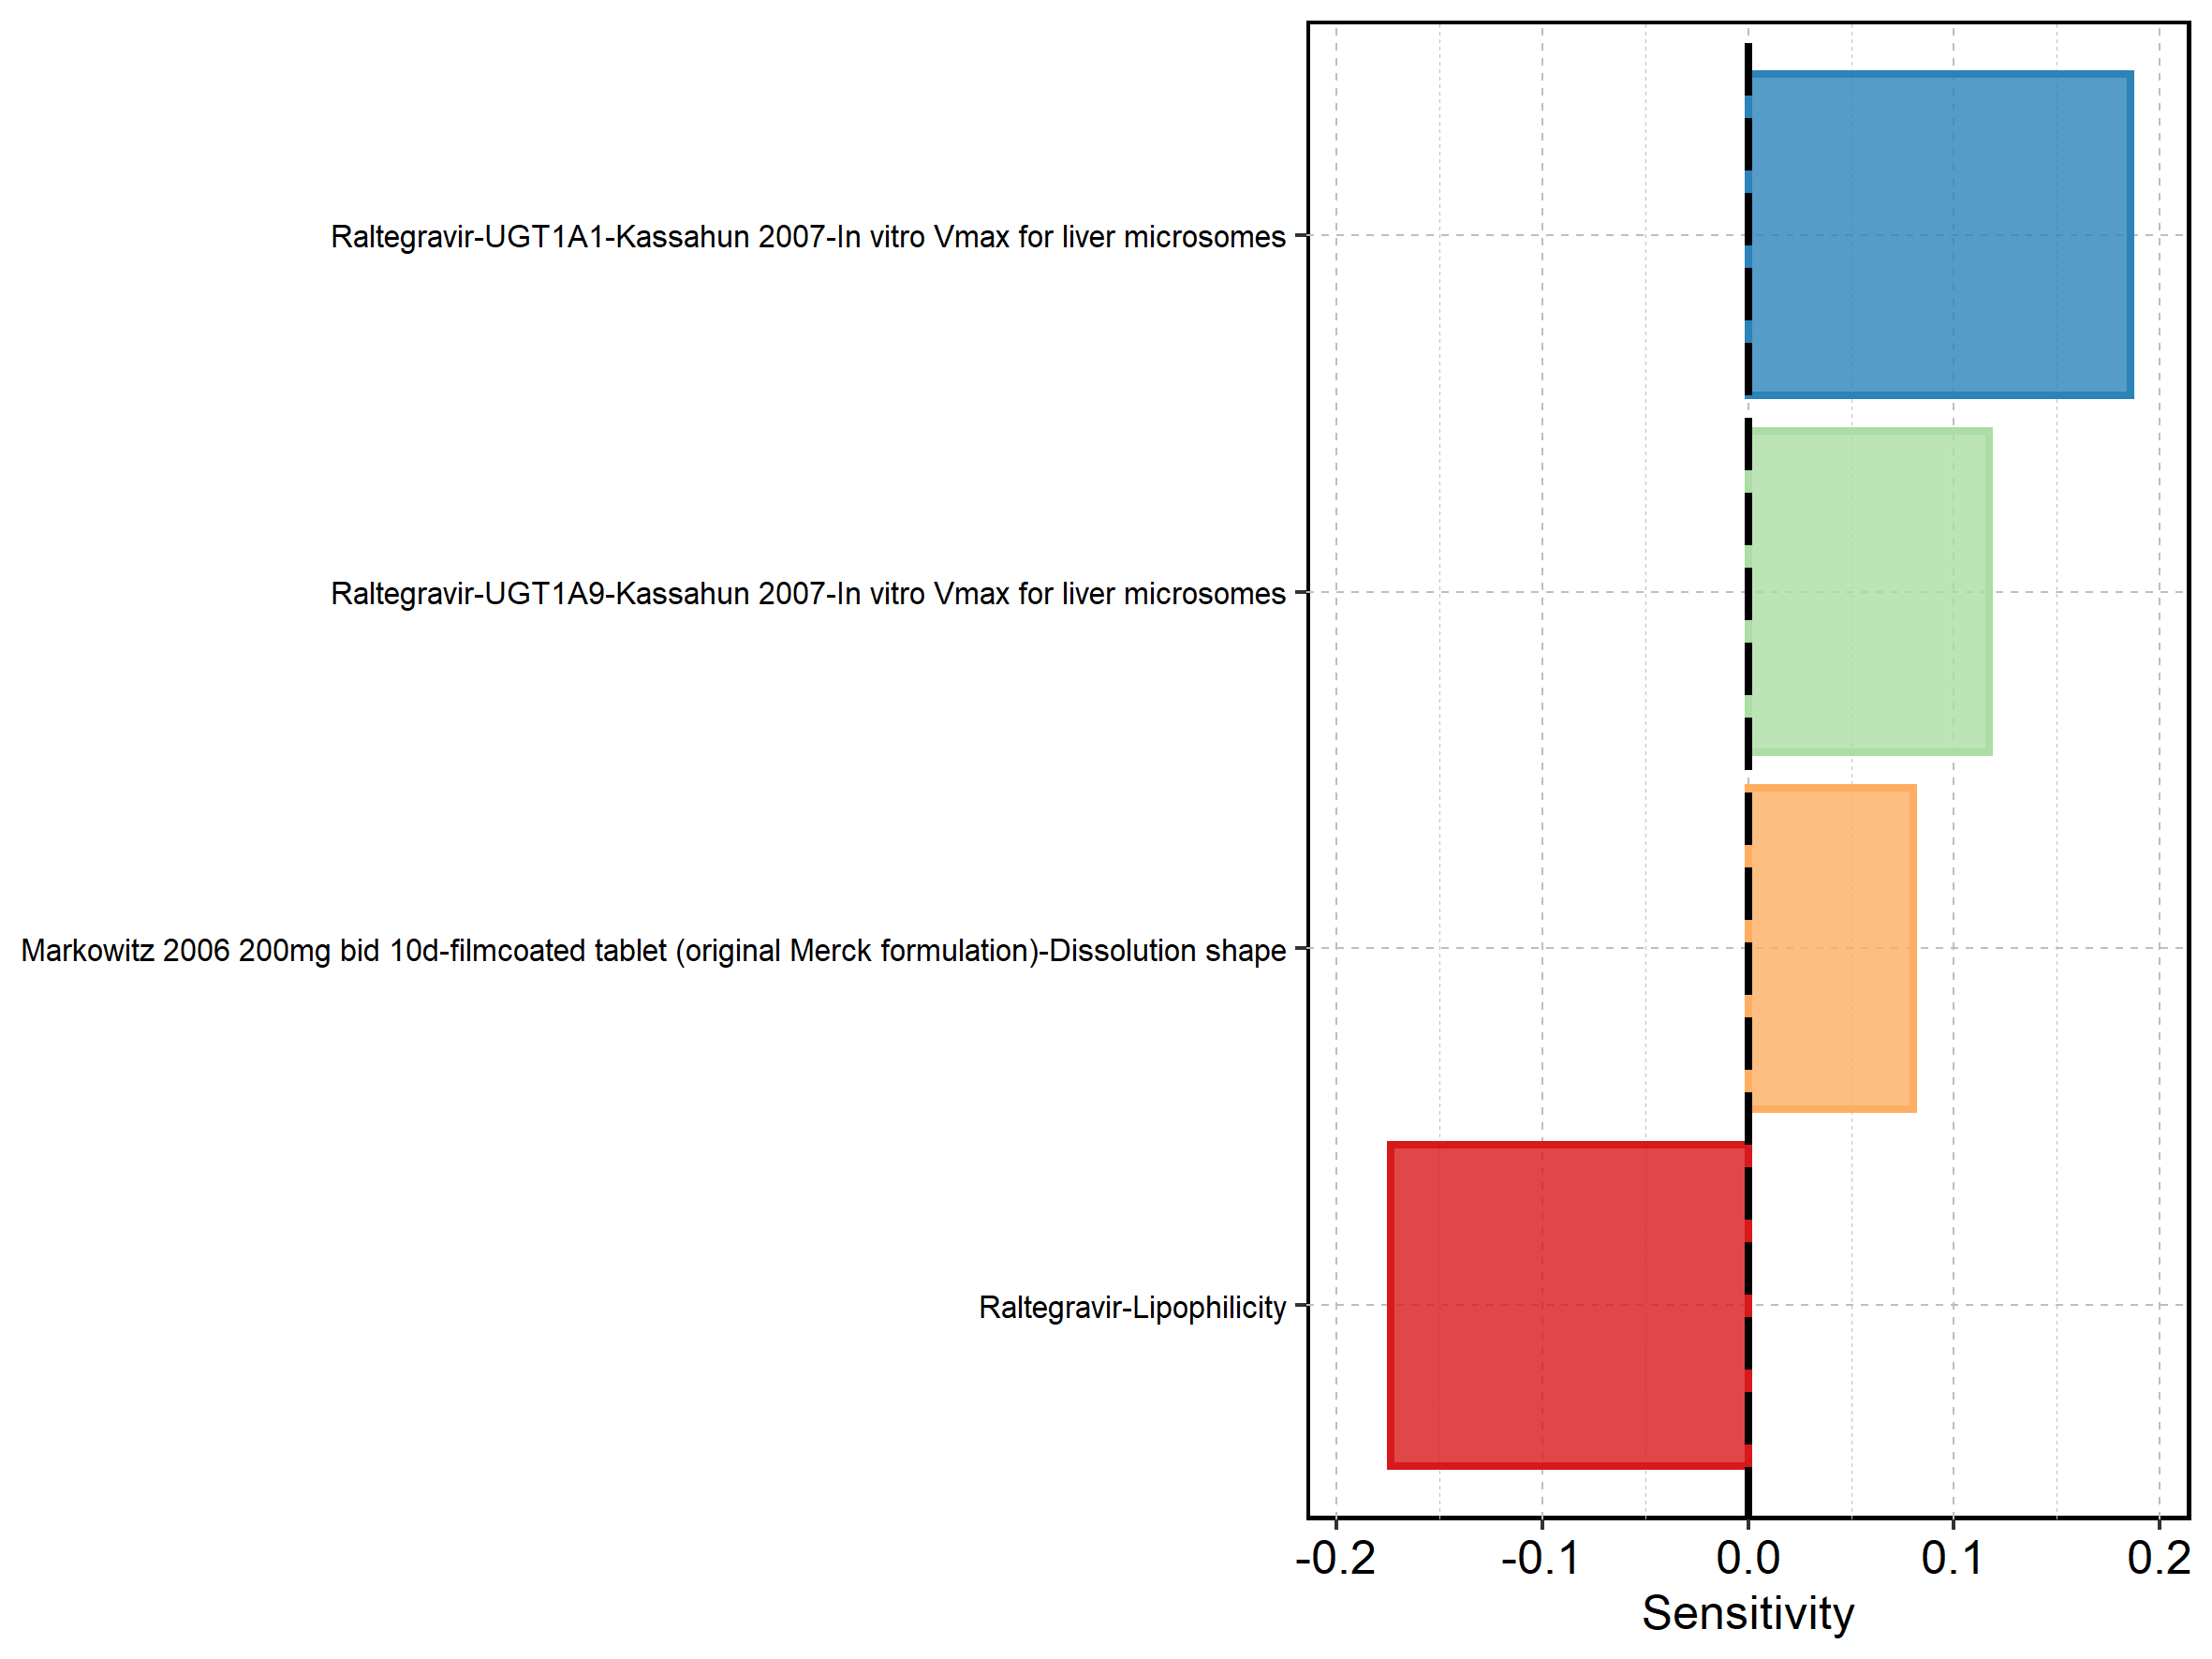 Raltegravir-UGT1A1-Kassahun 2007-In vitro Vmax for liver microsomes
Raltegravir-UGT1A9-Kassahun 2007-In vitro Vmax for liver microsomes
Markowitz 2006 200mg bid 10d-filmcoated tablet (original Merck formulation)-Dissolution shape
Raltegravir-Lipophilicity
-0.2 -0.1 0.0 0.1 0.2
Sensitivity